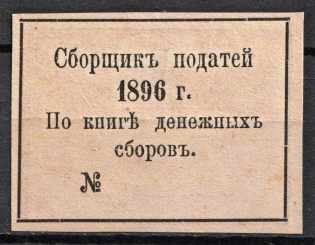 Сборщикъ податей
1896 г.
По книгѣ денежныхъ
сборовъ.
№